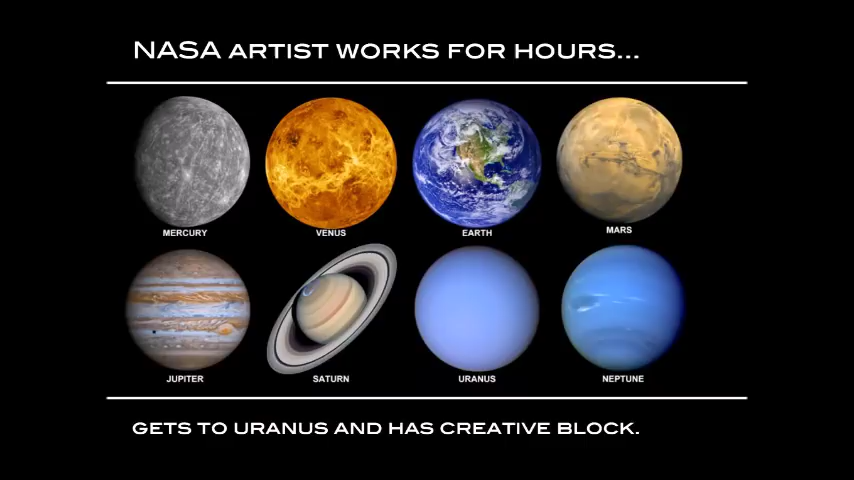 NASA ARTIST WORKS FOR HOURS...
MERCURY VENUS EARTH MARS
JUPITER SATURN URANUS NEPTUNE
GETS TO URANUS AND HAS CREATIVE BLOCK.